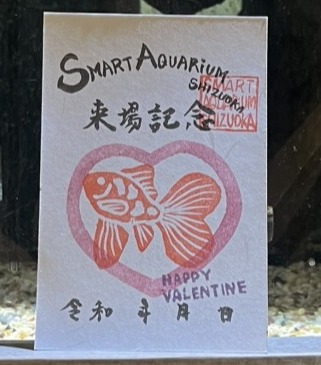 SMART AQUARIUM
SHIZUOKA
SMART
AQUARIUM
SHIZUOKA
来場記念
HAPPY
VALENTINE
令和 年 月 日